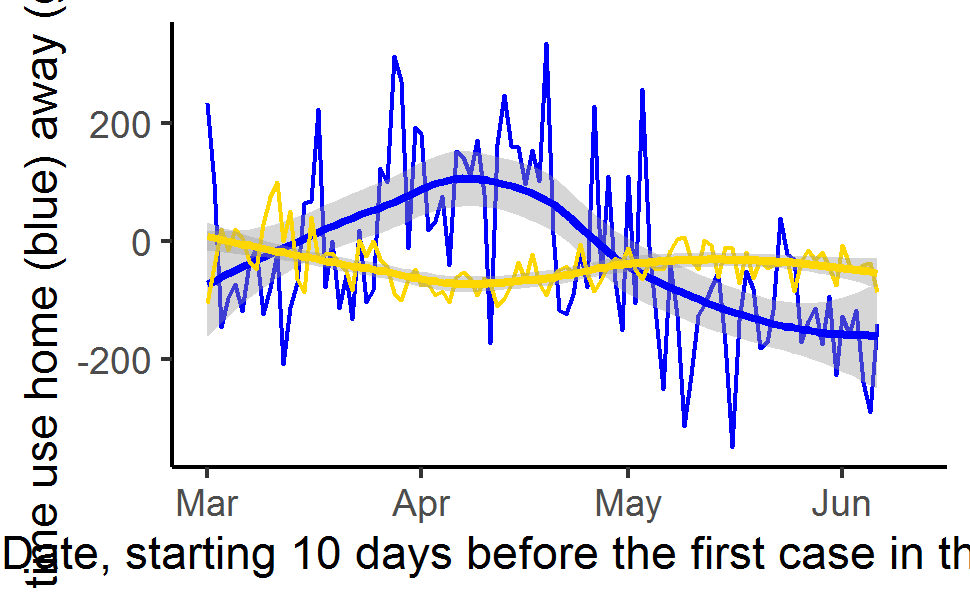 time use home (blue) away (g
200
0
-200
Mar Apr May Jun
Date, starting 10 days before the first case in th